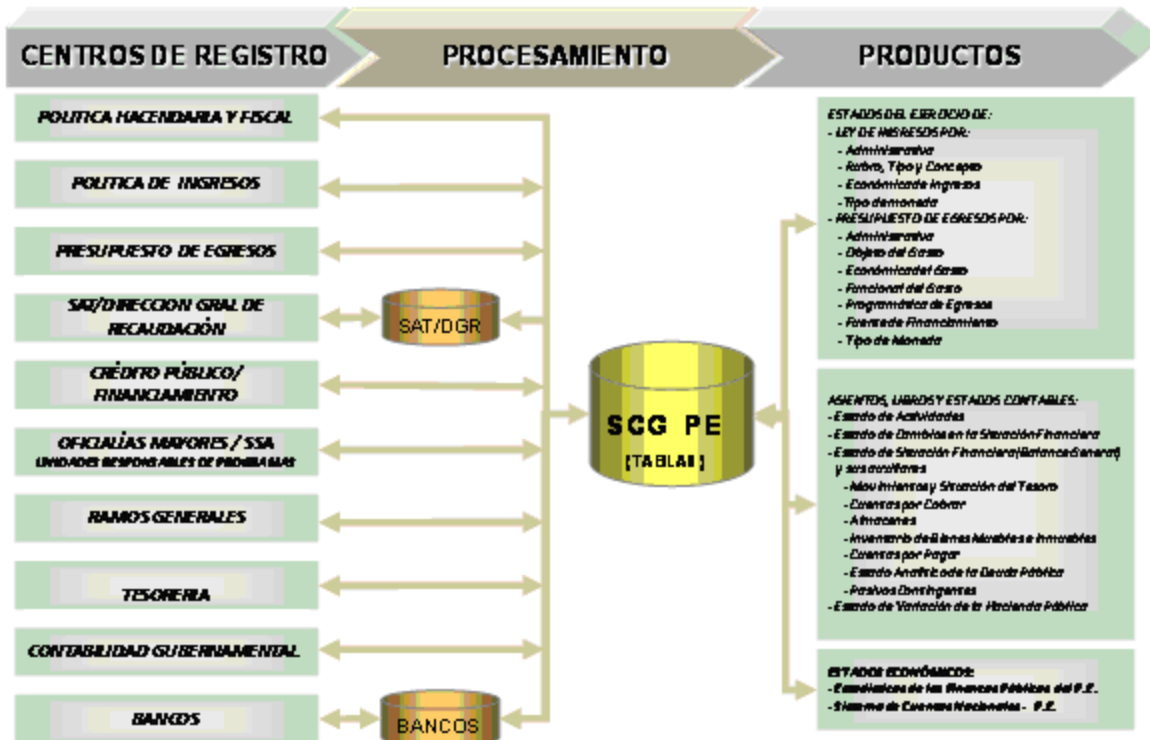 CENTROS DE REGISTRO
PROCESAMIENTO
PRODUCTOS
POLITICA HACENDARIA Y FISCAL
POLITICA DE INGRESOS
PRESUPUESTO DE EGRESOS
SAT/DIRECCION GRAL DE
RECAUDACIÓN
CRÉDITO PÚBLICO/
FINANCIAMIENTO
OFICIALÍAS MAYORES / SSA
UNIDADES RESPONSABLES DE PROGRAMAS
RAMOS GENERALES
TESORERIA
CONTABILIDAD GUBERNAMENTAL
BANCOS
SAT/DGR
BANCOS
SCG PE
(TABLAS)
ESTADOS DEL EJERCICIO DE:
- LEY DE INGRESOS POR:
- Administrativa
- Rubro, Tipo y Concepto
- Económica de Ingresos
- Tipo de moneda
- PRESUPUESTO DE EGRESOS POR:
- Administrativa
- Objeto del Gasto
- Económica del Gasto
- Funcional del Gasto
- Programática de Egresos
- Fuente de Financiamiento
- Tipo de Moneda
ASIENTOS, LIBROS Y ESTADOS CONTABLES:
- Estado de Actividades
- Estado de Cambios en la Situación Financiera
- Estado de Situación Financiera (Balance General)
y sus auxiliares
- Movimientos y Situación del Tesoro
- Cuentas por Cobrar
- Almacenes
- Inventario de Bienes Muebles e Inmuebles
- Cuentas por Pagar
- Estado Analítico de la Deuda Pública
- Pasivos Contingentes
- Estado de Variación de la Hacienda Pública
ESTADOS ECONÓMICOS:
- Estadísticas de las Finanzas Públicas del P.E.
- Sistema de Cuentas Nacionales - P.E.